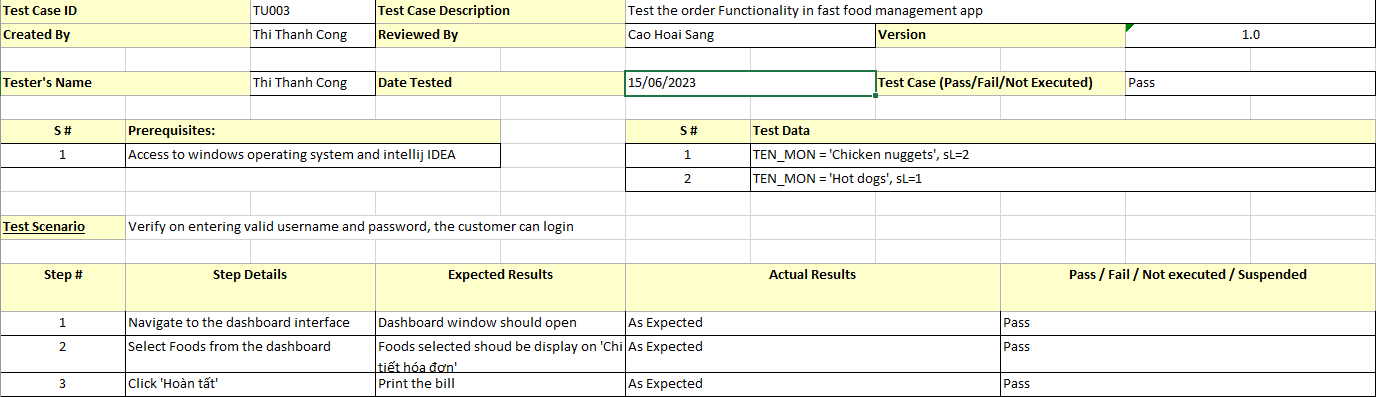 Test Case ID TU003 Test Case Description Test the order Functionality in fast food management app
Created By Thi Thanh Cong Reviewed By Cao Hoai Sang Version 1.0
Tester's Name Thi Thanh Cong Date Tested 15/06/2023 Test Case (Pass/Fail/Not Executed) Pass
S # Prerequisites: S # Test Data
1 Access to windows operating system and intellij IDEA 1 TEN_MON = 'Chicken nuggets', sL=2
2 TEN_MON = 'Hot dogs', sL=1
Test Scenario Verify on entering valid username and password, the customer can login
Step # Step Details Expected Results Actual Results Pass / Fail / Not executed / Suspended
1 Navigate to the dashboard interface Dashboard window should open As Expected Pass
2 Select Foods from the dashboard Foods selected shoud be display on 'Chi As Expected Pass
tiết hóa đơn'
3 Click 'Hoàn tất' Print the bill As Expected Pass